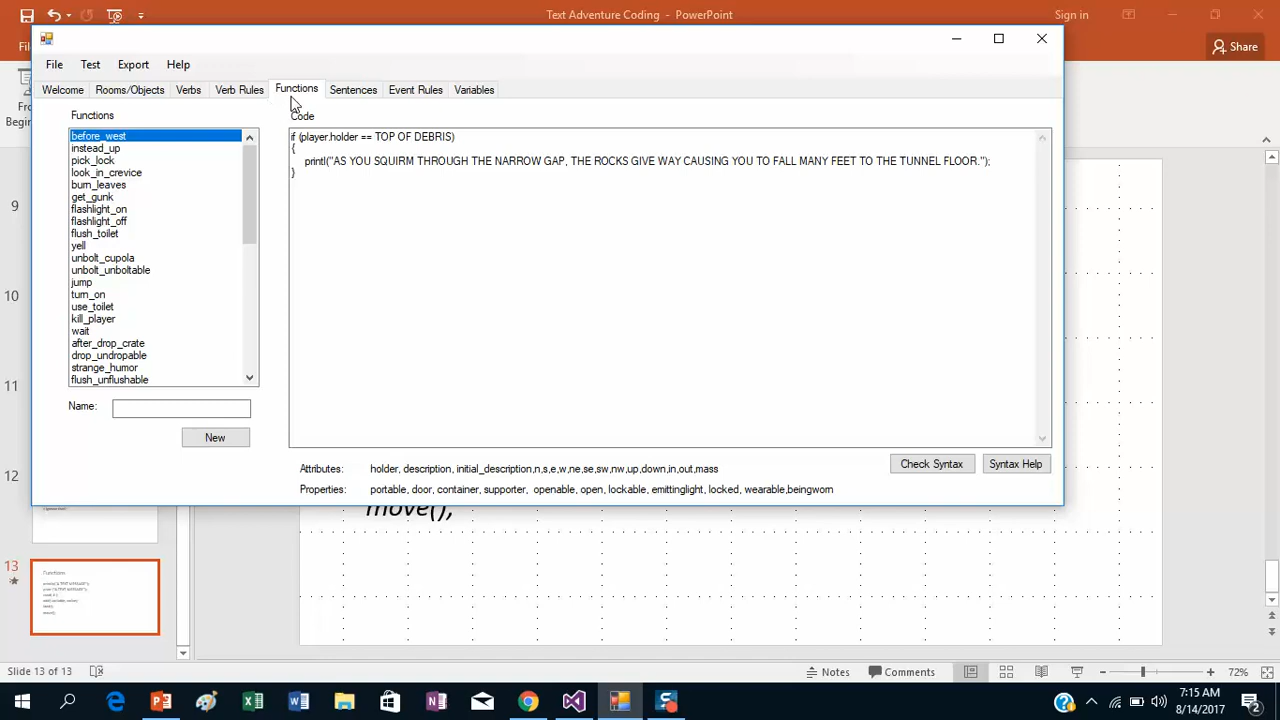 Text Adventure Coding - PowerPoint
Sign in
Share
File Test Export Help
Welcome Rooms/Objects Verbs Verb Rules Functions Sentences Event Rules Variables
Functions
Code
before_west
instead_up
pick_lock
look_in_crevice
burn_leaves
get_gunk
flashlight_on
flashlight_off
flush_toilet
yell
unbolt_cupola
unbolt_unboltable
jump
turn_on
use_toilet
kill_player
wait
after_drop_crate
drop_undropable
strange_humor
flush_unflushable
if (player.holder == TOP OF DEBRIS)
{
printl("AS YOU SQUIRM THROUGH THE NARROW GAP, THE ROCKS GIVE WAY CAUSING YOU TO FALL MANY FEET TO THE TUNNEL FLOOR.");
}
Name:
New
Check Syntax
Syntax Help
Attributes: holder, description, initial_description,n,s,e,w,ne,se,sw,nw,up,down,in,out,mass
Properties: portable, door, container, supporter, openable, open, lockable, emittinglight, locked, wearable,beingworn
Fi
Fro
Begin
9
10
11
12
13
Functions
move();
Slide 13 of 13
Notes
Comments
72%
7:15 AM
8/14/2017
2